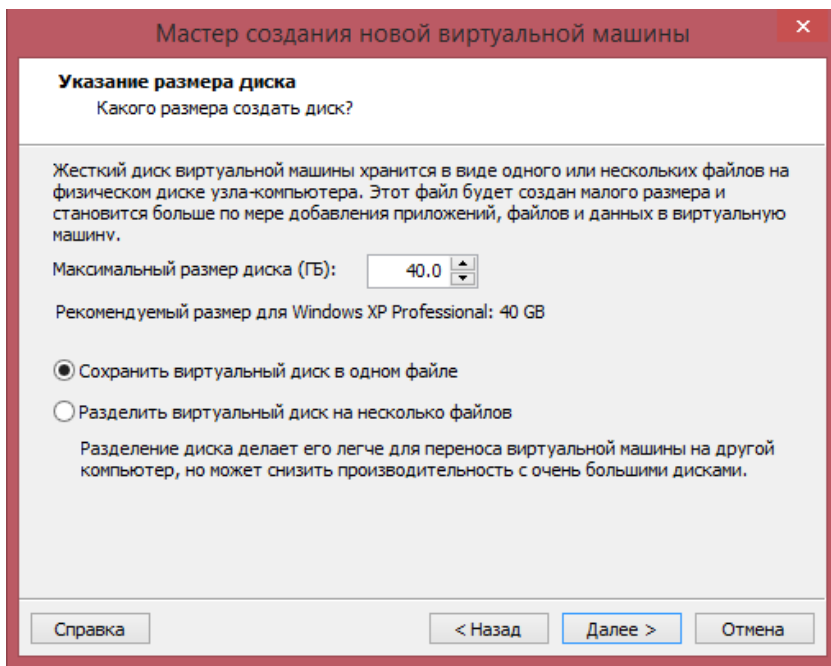 Мастер создания новой виртуальной машины
Указание размера диска
Какого размера создать диск?
Жесткий диск виртуальной машины хранится в виде одного или нескольких файлов на
физическом диске узла-компьютера. Этот файл будет создан малого размера и
становится больше по мере добавления приложений, файлов и данных в виртуальную
машину.
Максимальный размер диска (ГБ): 40.0
Рекомендуемый размер для Windows XP Professional: 40 GB
Сохранить виртуальный диск в одном файле
Разделить виртуальный диск на несколько файлов
Разделение диска делает его легче для переноса виртуальной машины на другой
компьютер, но может снизить производительность с очень большими дисками.
Справка < Назад Далее > Отмена